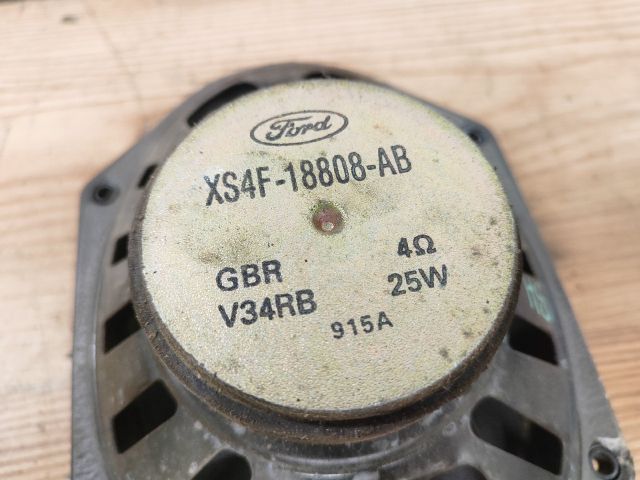 Ford
XS4F-18808-AB
GBR 4Ω
V34RB 25W
915A